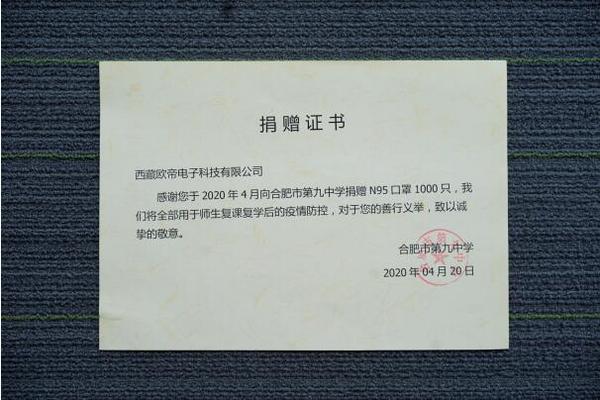 捐赠证书
西藏欧帝电子科技有限公司
感谢您于 2020 年 4 月向合肥市第九中学捐赠 N95 口罩 1000 只，我
们将全部用于师生复课复学后的疫情防控，对于您的善行义举，致以诚
挚的敬意。
合肥市第九中学
2020 年 04 月 20 日